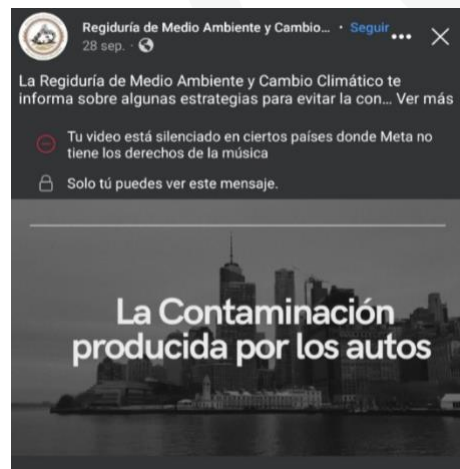 Regiduría de Medio Ambiente y Cambio... · Seguir
28 sep. ·
La Regiduría de Medio Ambiente y Cambio Climático te
informa sobre algunas estrategias para evitar la con... Ver más
Tu video está silenciado en ciertos países donde Meta no
tiene los derechos de la música
Solo tú puedes ver este mensaje.
La Contaminación
producida por los autos